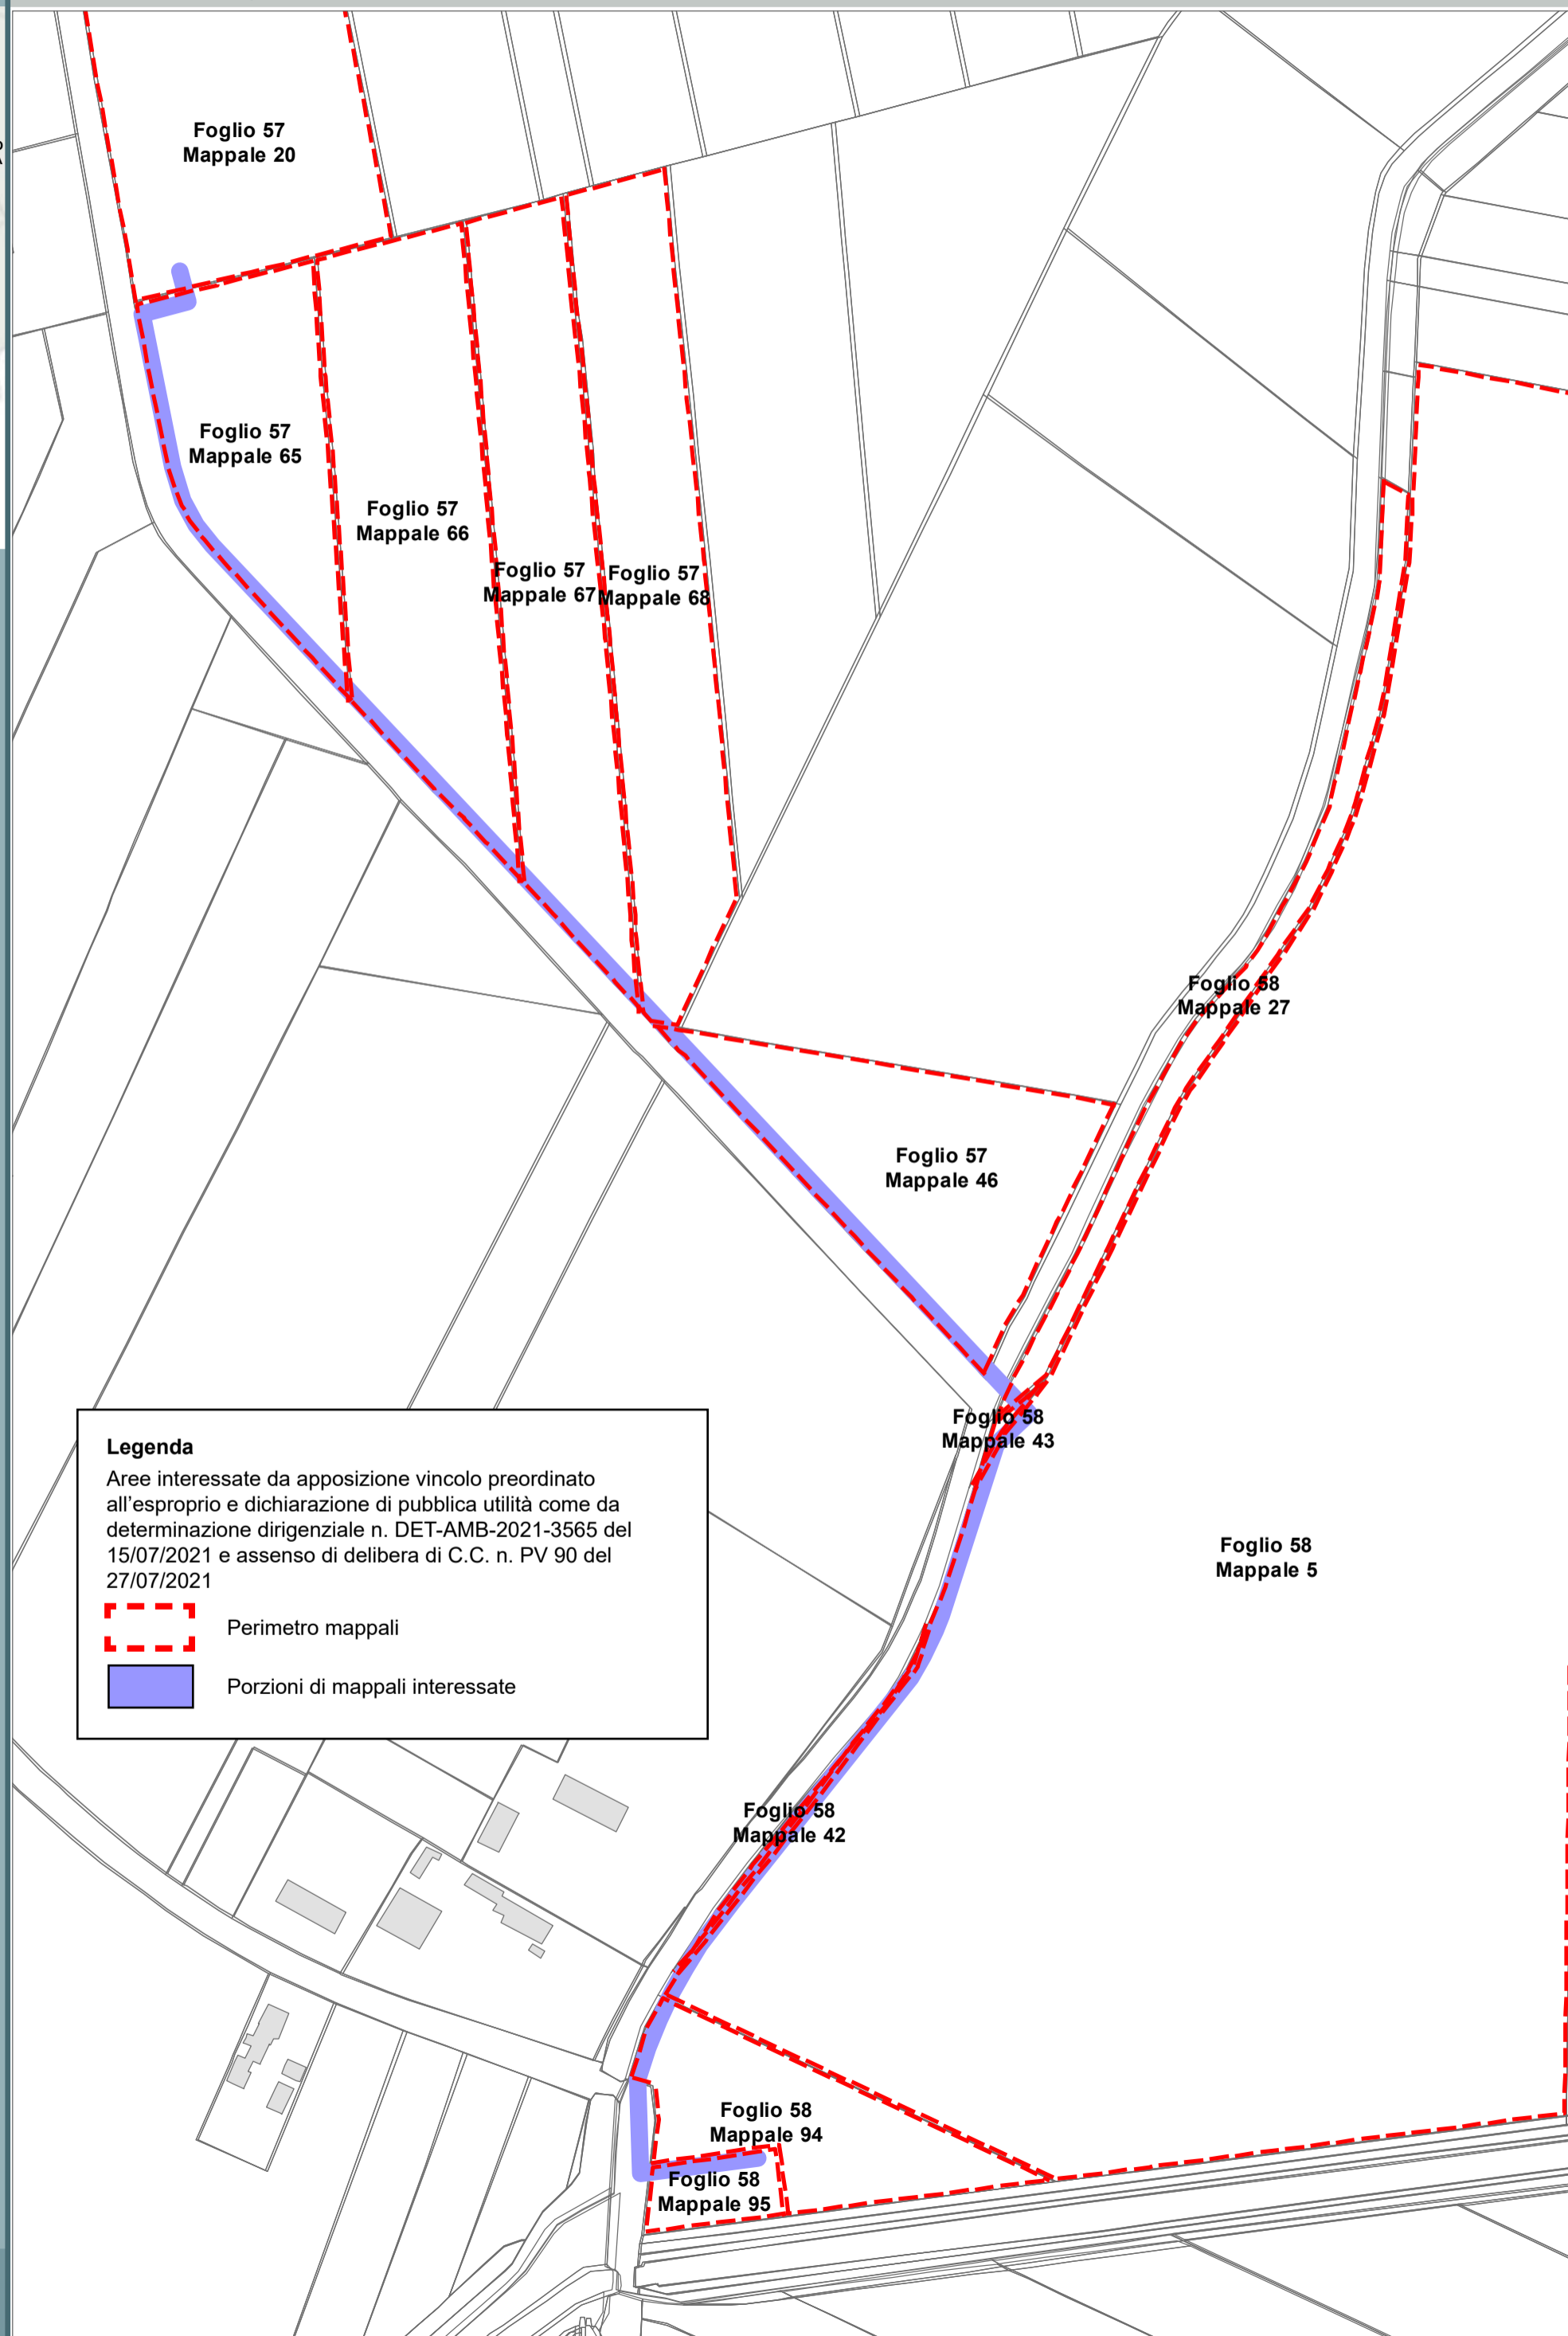 Foglio 57
Mappale 20
Foglio 57
Mappale 65
Foglio 57
Mappale 66
Foglio 57
Mappale 67
Foglio 57
Mappale 68
Foglio 58
Mappale 27
Foglio 57
Mappale 46
Foglio 58
Mappale 43
Legenda
Aree interessate da apposizione vincolo preordinato
all’esproprio e dichiarazione di pubblica utilità come da
determinazione dirigenziale n. DET-AMB-2021-3565 del
15/07/2021 e assenso di delibera di C.C. n. PV 90 del
27/07/2021
Perimetro mappali
Porzioni di mappali interessate
Foglio 58
Mappale 5
Foglio 58
Mappale 42
Foglio 58
Mappale 94
Foglio 58
Mappale 95